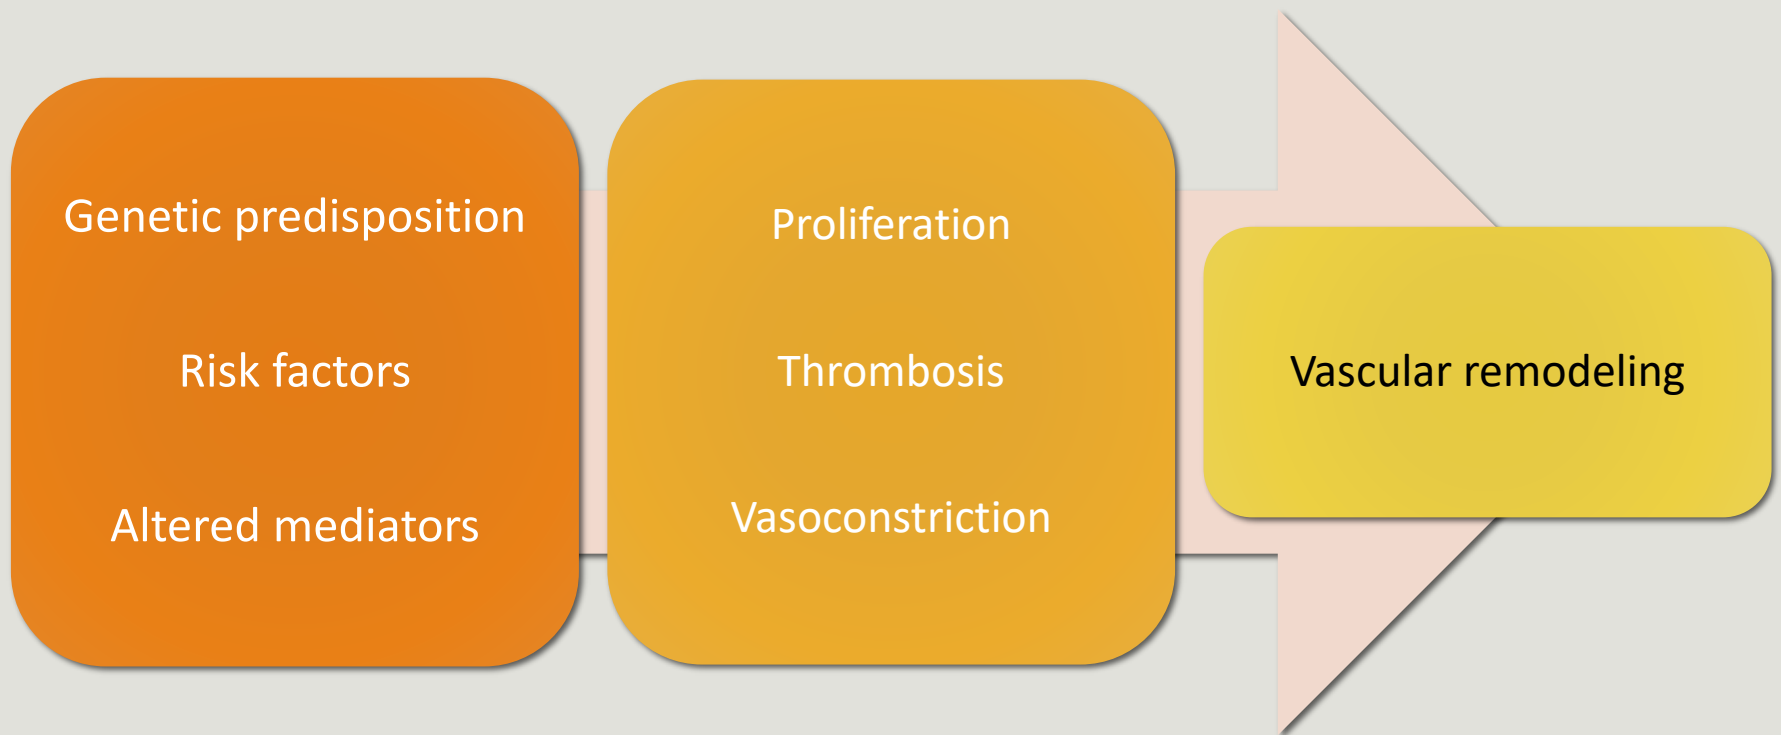 Genetic predisposition
Risk factors
Altered mediators
Proliferation
Thrombosis
Vasoconstriction
Vascular remodeling